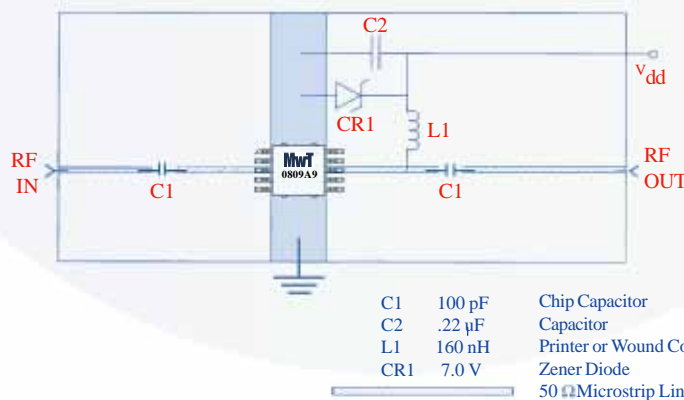 C2
Vdd
CR1
L1
RF
IN
C1
MwT
0809A9
C1
RF
OUT
C1 100 pF Chip Capacitor
C2 .22 µF Capacitor
L1 160 nH Printer or Wound Co
CR1 7.0 V Zener Diode
50 Ω Microstrip Lin